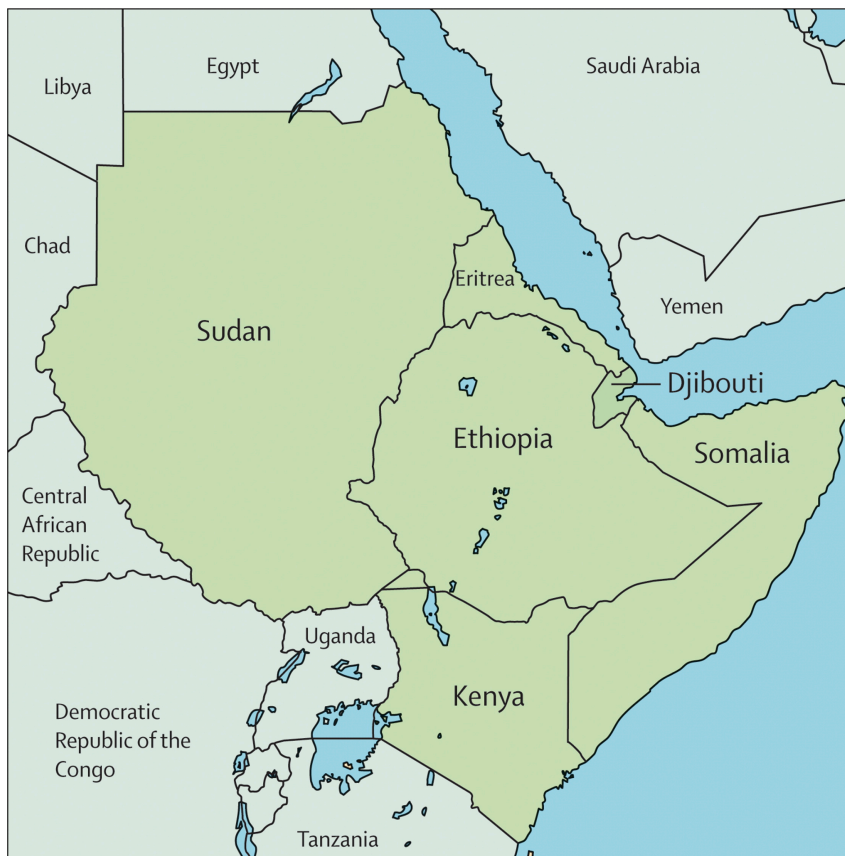 Egypt
Saudi Arabia
Libya
Chad
Eritrea
Yemen
Sudan
Djibouti
Ethiopia
Somalia
Central
African
Republic
Uganda
Kenya
Democratic
Republic of the
Congo
Tanzania